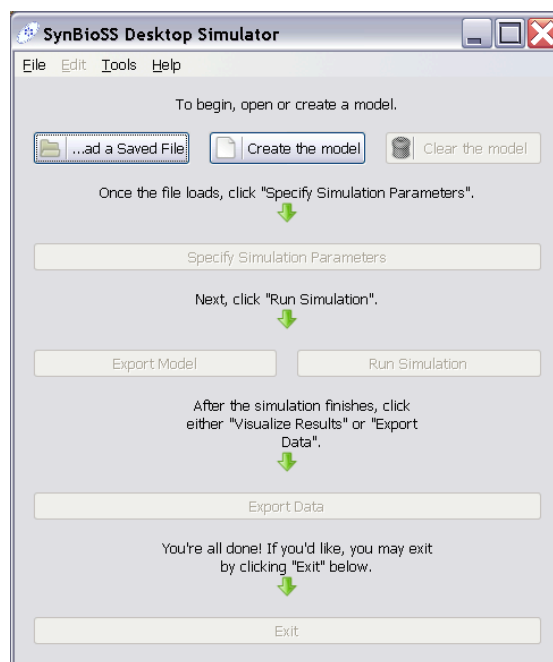 SynBioSS Desktop Simulator
File Edit Tools Help
To begin, open or create a model.
...ad a Saved File Create the model Clear the model
Once the file loads, click "Specify Simulation Parameters".
Specify Simulation Parameters
Next, click "Run Simulation".
Export Model Run Simulation
After the simulation finishes, click
either "Visualize Results" or "Export
Data".
Export Data
You're all done! If you'd like, you may exit
by clicking "Exit" below.
Exit